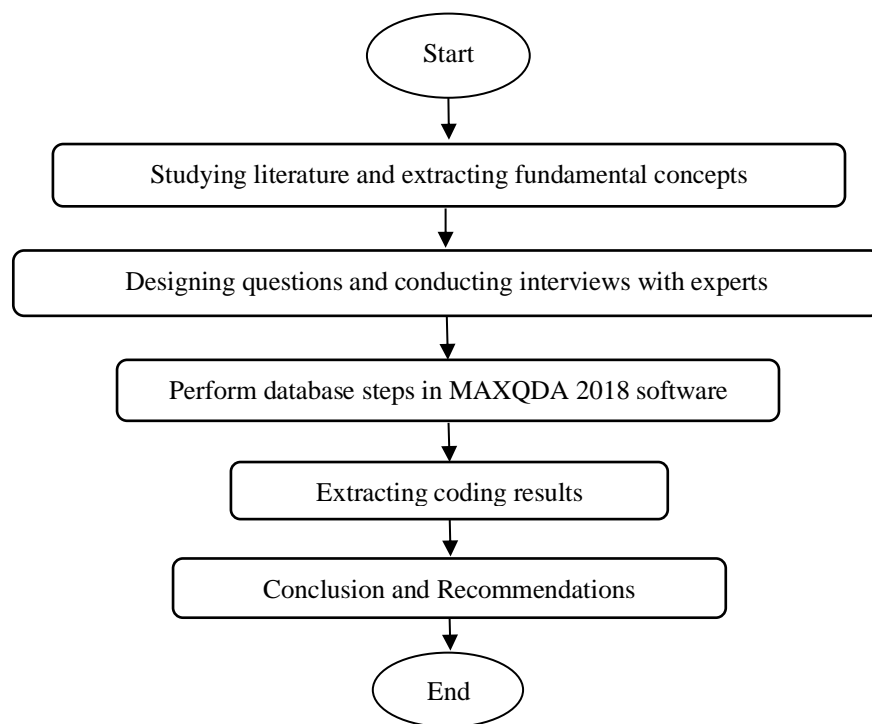 Start
Studying literature and extracting fundamental concepts
Designing questions and conducting interviews with experts
Perform database steps in MAXQDA 2018 software
Extracting coding results
Conclusion and Recommendations
End